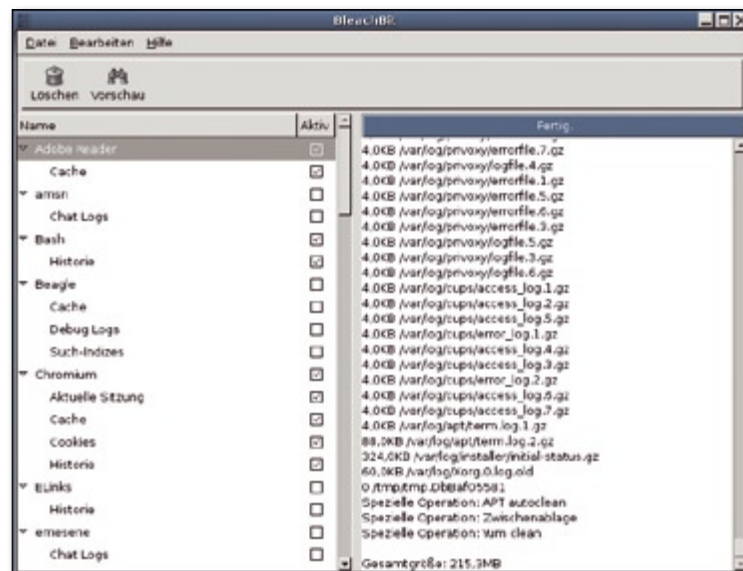 BleachBit
Datei Bearbeiten Hilfe
Löschen Vorschau
Name Aktiv
Adobe Reader
Cache
amsn
Chat Logs
Bash
Historie
Beagle
Cache
Debug Logs
Such-Indizes
Chromium
Aktuelle Sitzung
Cache
Cookies
Historie
ELinks
Historie
emesene
Chat Logs
Fertig.
4,0KB /var/log/privoxy/errorfile.7.gz
4,0KB /var/log/privoxy/logfile.4.gz
4,0KB /var/log/privoxy/errorfile.1.gz
4,0KB /var/log/privoxy/errorfile.5.gz
4,0KB /var/log/privoxy/errorfile.6.gz
4,0KB /var/log/privoxy/errorfile.3.gz
4,0KB /var/log/privoxy/logfile.5.gz
4,0KB /var/log/privoxy/logfile.3.gz
4,0KB /var/log/privoxy/logfile.6.gz
4,0KB /var/log/cups/access_log.1.gz
4,0KB /var/log/cups/access_log.2.gz
4,0KB /var/log/cups/access_log.5.gz
4,0KB /var/log/cups/error_log.1.gz
4,0KB /var/log/cups/access_log.4.gz
4,0KB /var/log/cups/access_log.3.gz
4,0KB /var/log/cups/error_log.2.gz
4,0KB /var/log/cups/access_log.6.gz
4,0KB /var/log/cups/access_log.7.gz
4,0KB /var/log/apt/term.log.1.gz
88,0KB /var/log/apt/term.log.2.gz
324,0KB /var/log/installer/initial-status.gz
60,0KB /var/log/Xorg.0.log.old
0 /tmp/tmp.DbBaf05581
Spezielle Operation: APT autoclean
Spezielle Operation: Zwischenablage
Spezielle Operation: Yum clean
Gesamtgröße: 215,3MB